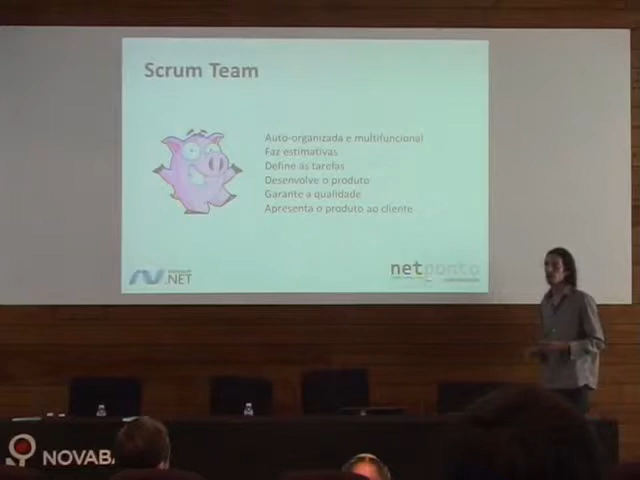 Scrum Team
Auto-organizada e multifuncional
Faz estimativas
Define as tarefas
Desenvolve o produto
Garante a qualidade
Apresenta o produto ao cliente
.NET
netponto
NOVABA